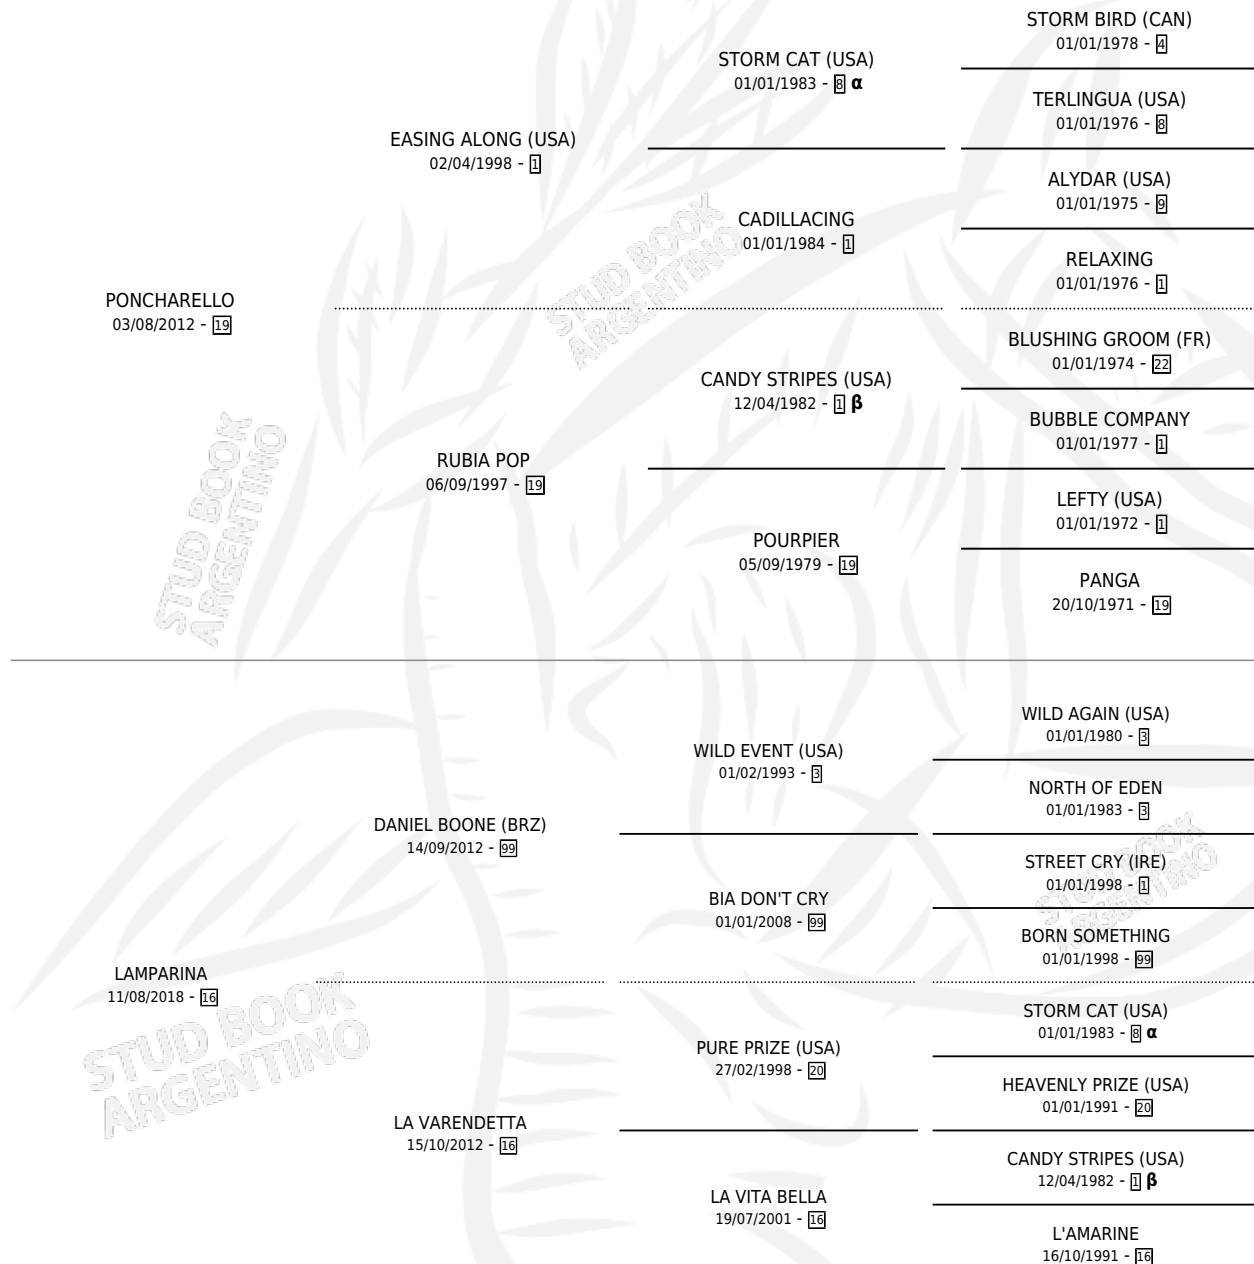 STORM BIRD (CAN)
01/01/1978 - 4
STORM CAT (USA)
01/01/1983 - 8 α
TERLINGUA (USA)
01/01/1976 - 8
EASING ALONG (USA)
02/04/1998 - 1
ALYDAR (USA)
01/01/1975 - 9
CADILLACING
01/01/1984 - 1
RELAXING
01/01/1976 - 1
PONCHARELLO
03/08/2012 - 19
BLUSHING GROOM (FR)
01/01/1974 - 22
CANDY STRIPES (USA)
12/04/1982 - 1 β
BUBBLE COMPANY
01/01/1977 - 1
RUBIA POP
06/09/1997 - 19
LEFTY (USA)
01/01/1972 - 1
POURPIER
05/09/1979 - 19
PANGA
20/10/1971 - 19
WILD AGAIN (USA)
01/01/1980 - 3
WILD EVENT (USA)
01/02/1993 - 3
NORTH OF EDEN
01/01/1983 - 3
DANIEL BOONE (BRZ)
14/09/2012 - 99
STREET CRY (IRE)
01/01/1998 - 1
BIA DON'T CRY
01/01/2008 - 99
BORN SOMETHING
01/01/1998 - 99
LAMPARINA
11/08/2018 - 16
STORM CAT (USA)
01/01/1983 - 8 α
PURE PRIZE (USA)
27/02/1998 - 20
HEAVENLY PRIZE (USA)
01/01/1991 - 20
LA VARENDETTA
15/10/2012 - 16
CANDY STRIPES (USA)
12/04/1982 - 1 β
LA VITA BELLA
19/07/2001 - 16
L'AMARINE
16/10/1991 - 16
STUD BOOK
ARGENTINO
STUD BOOK
ARGENTINO
STUD BOOK
ARGENTINO
STUD BOOK
ARGENTINO